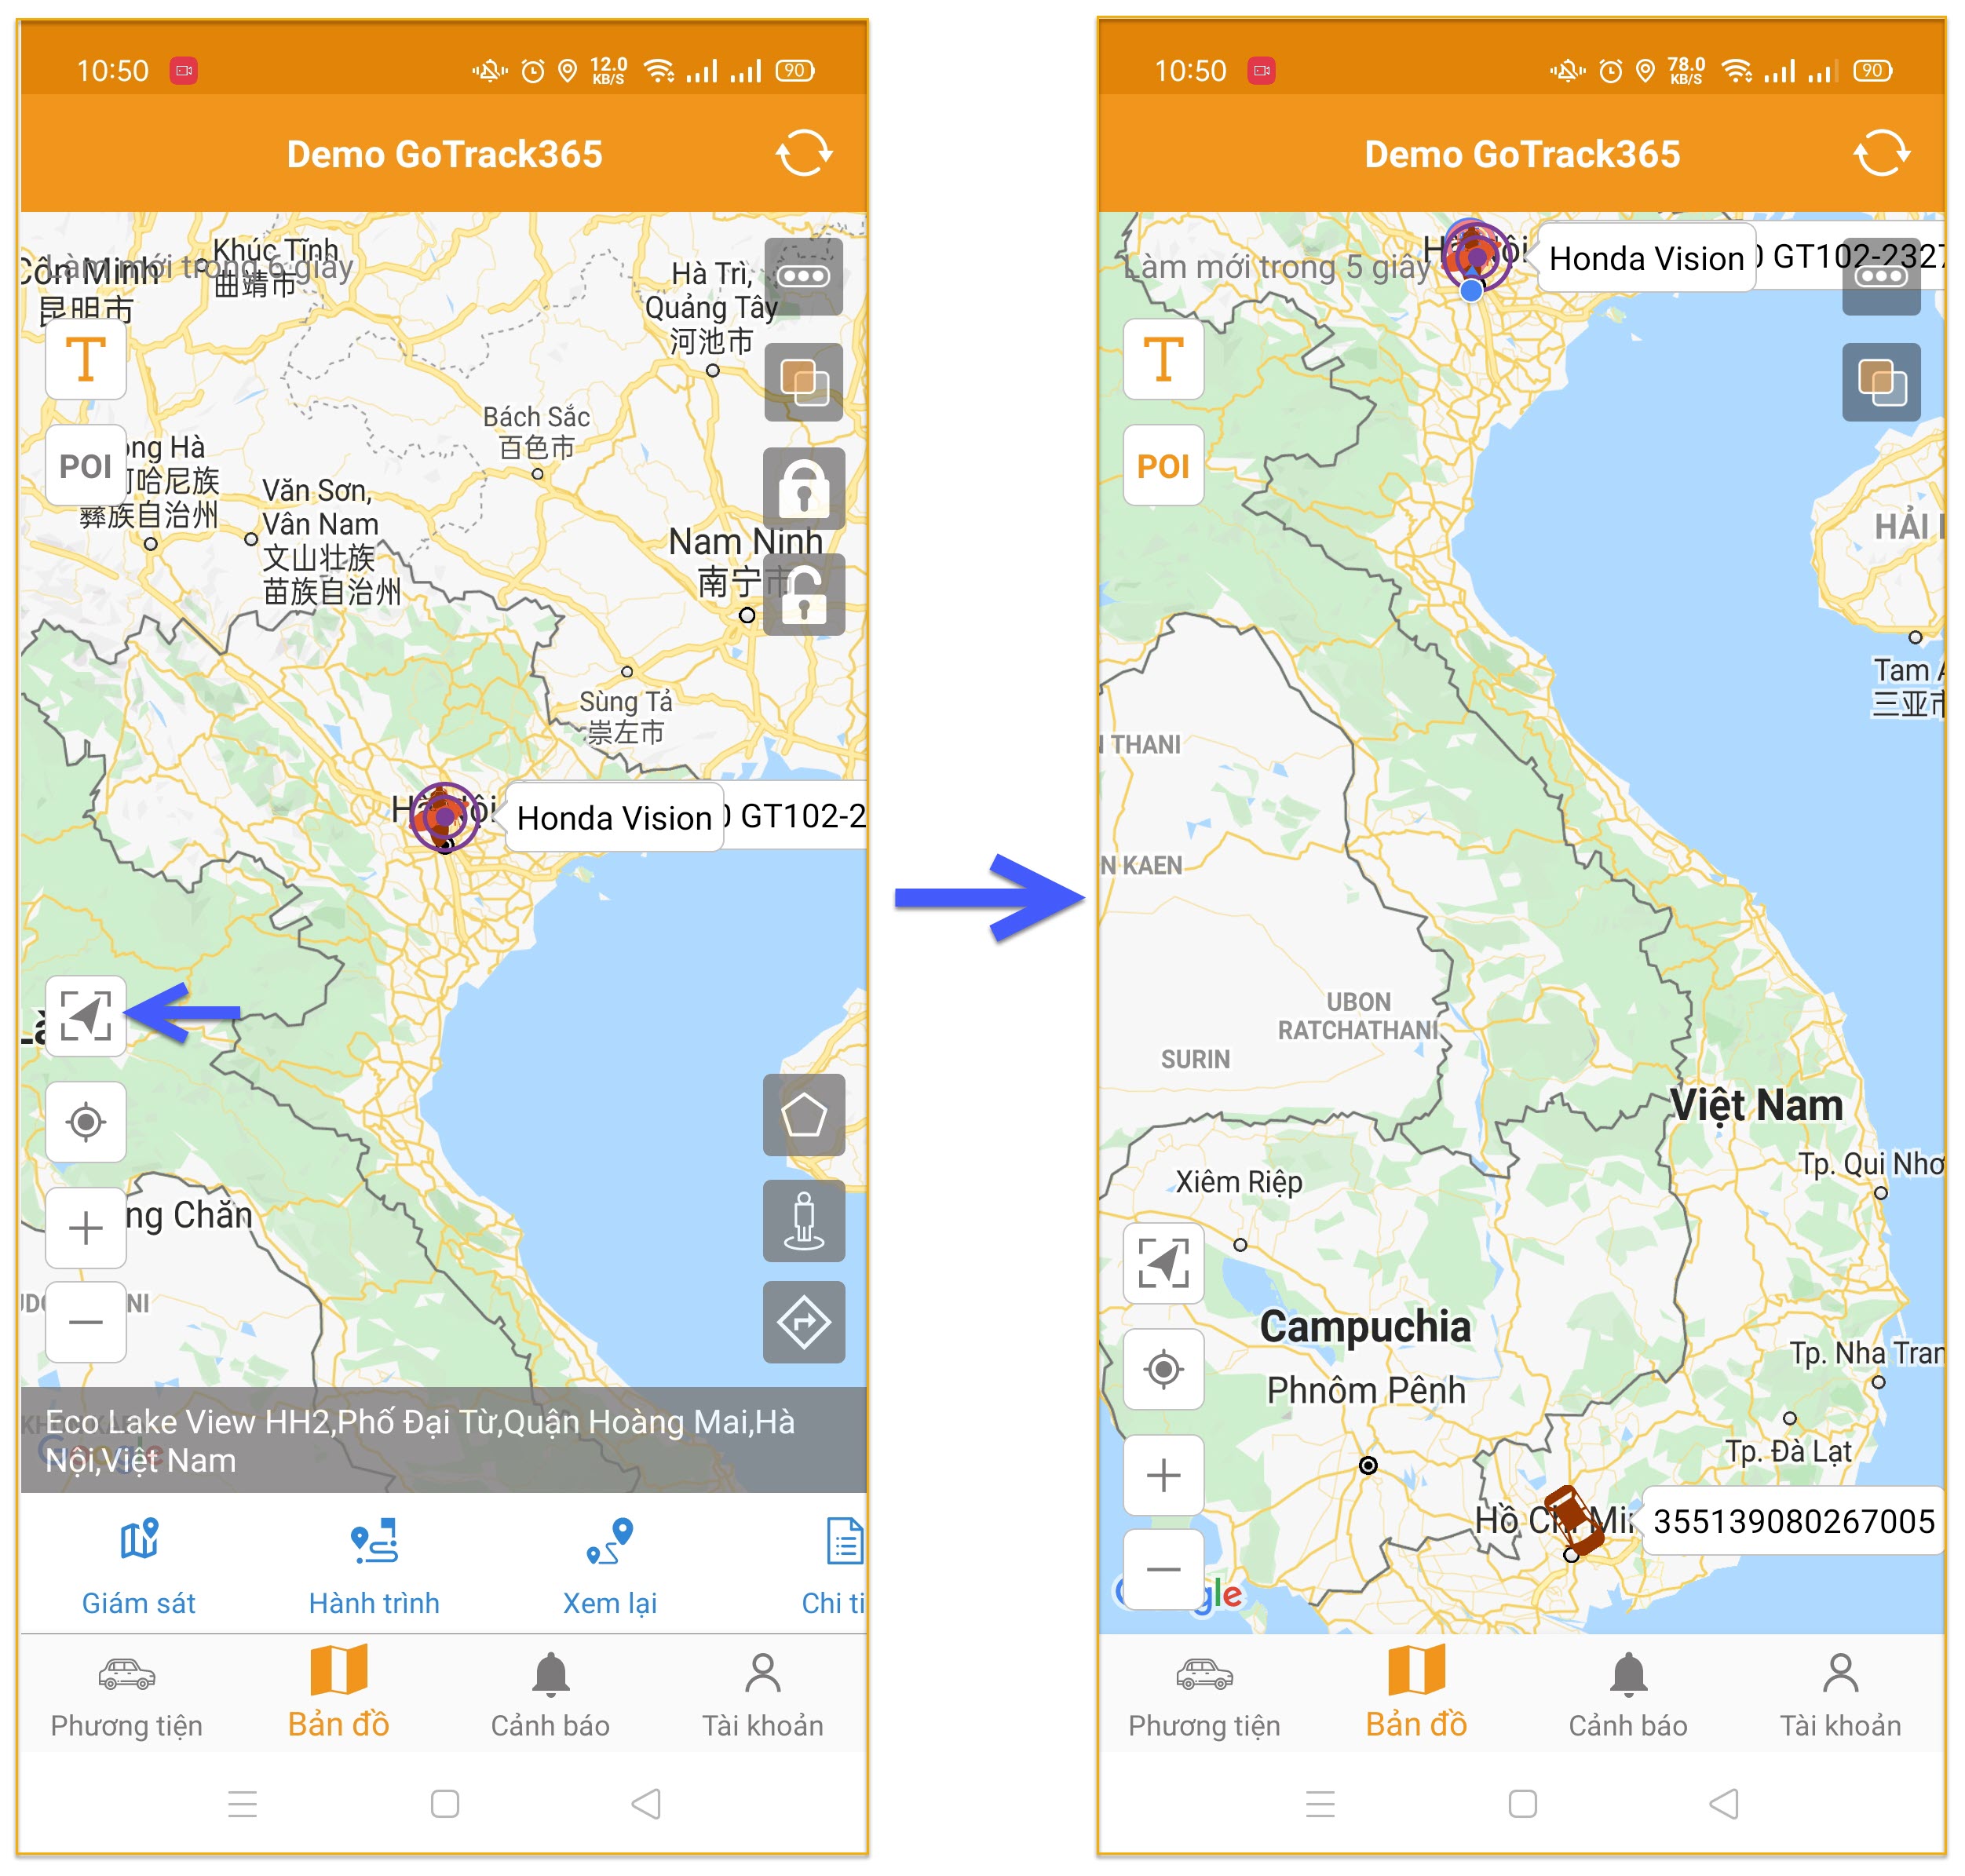 10:50
12.0
KB/S
90
Demo GoTrack365
Khúc Tĩnh
曲靖市
Côn Minh
昆明市
Làm mới trong 6 giây
Hà Trì,
Quảng Tây
河池市
T
Bách Sắc
百色市
POI
ng Hà
哈尼族
彝族自治州
Văn Sơn,
Vân Nam
文山壮族
苗族自治州
Nam Ninh
南宁市
Sùng Tả
崇左市
Honda Vision
GT102-2
ng Chăn
NI
Eco Lake View HH2,Phố Đại Từ,Quận Hoàng Mai,Hà
Nội,Việt Nam
Giám sát
Hành trình
Xem lại
Chi ti
Phương tiện
Bản đồ
Cảnh báo
Tài khoản
10:50
78.0
KB/S
90
Demo GoTrack365
Làm mới trong 5 giây
Honda Vision
GT102-2327
T
POI
HẢI
Tam
三亚市
THANI
N KAEN
UBON
RATCHATHANI
SURIN
Việt Nam
Xiêm Riệp
Tp. Qui Nhơ
Campuchia
Phnôm Pênh
Tp. Nha Tran
Tp. Đà Lạt
355139080267005
Phương tiện
Bản đồ
Cảnh báo
Tài khoản